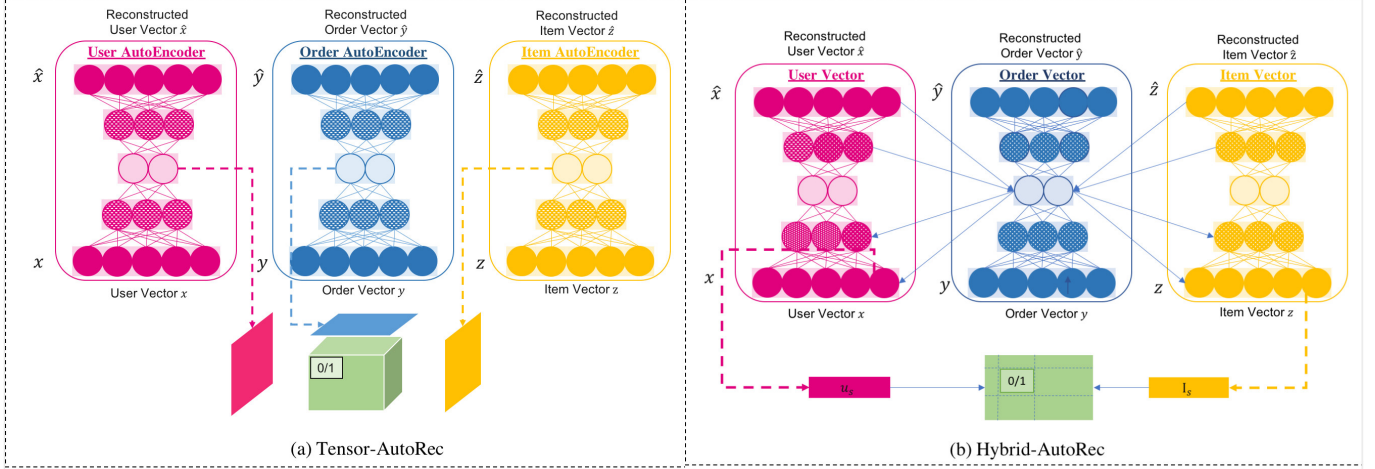 Reconstructed
User Vector x̂
Reconstructed
Order Vector ŷ
Reconstructed
Item Vector ẑ
User AutoEncoder
Order AutoEncoder
Item AutoEncoder
x̂
ŷ
ẑ
x
y
z
User Vector x
Order Vector y
Item Vector z
0/1
(a) Tensor-AutoRec
Reconstructed
User Vector x̂
Reconstructed
Order Vector ŷ
Reconstructed
Item Vector ẑ
User Vector
Order Vector
Item Vector
x̂
ŷ
ẑ
x
y
z
User Vector x
Order Vector y
Item Vector z
u_s
0/1
I_s
(b) Hybrid-AutoRec